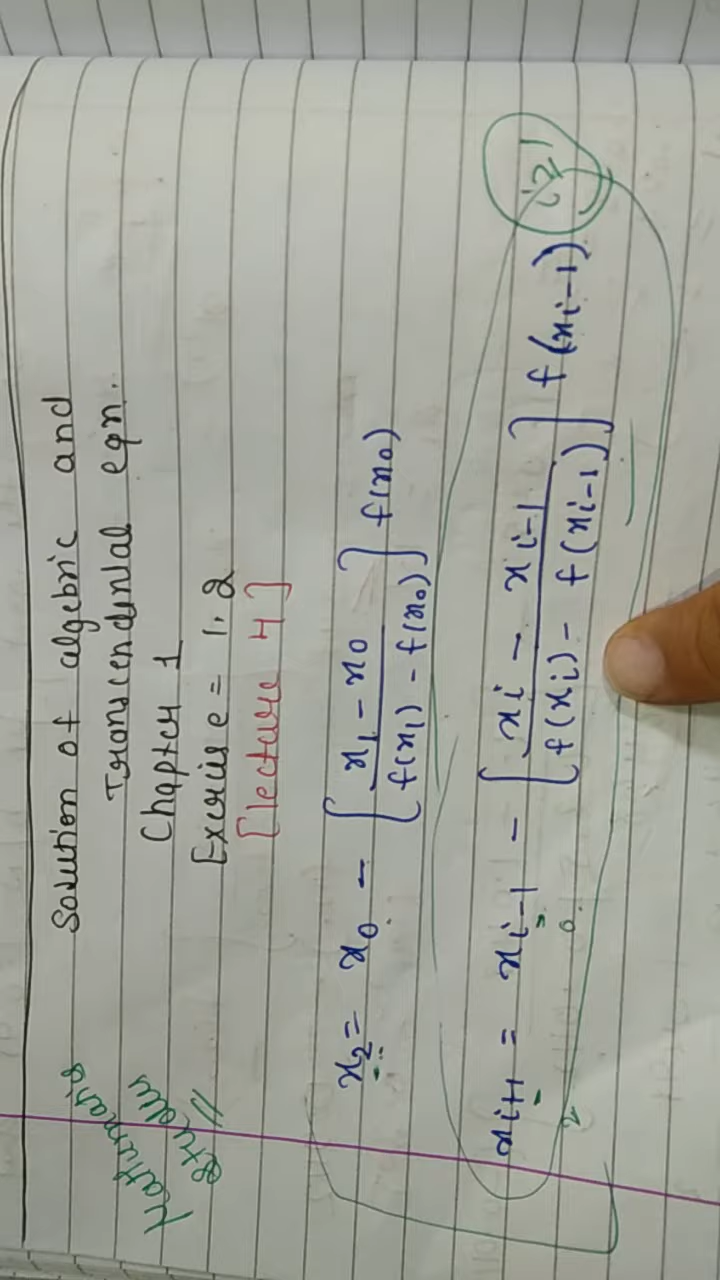 Solution of algebric and
Transcendental eqn.
Chapter 1
Exercise = 1.2
[lecture 4]
x₂ = x₀ - [x₁ - x₀ / f(x₁) - f(x₀)] f(x₀)
xᵢ₊₁ = xᵢ₋₁ - [xᵢ - xᵢ₋₁ / f(xᵢ) - f(xᵢ₋₁)] f(xᵢ₋₁)